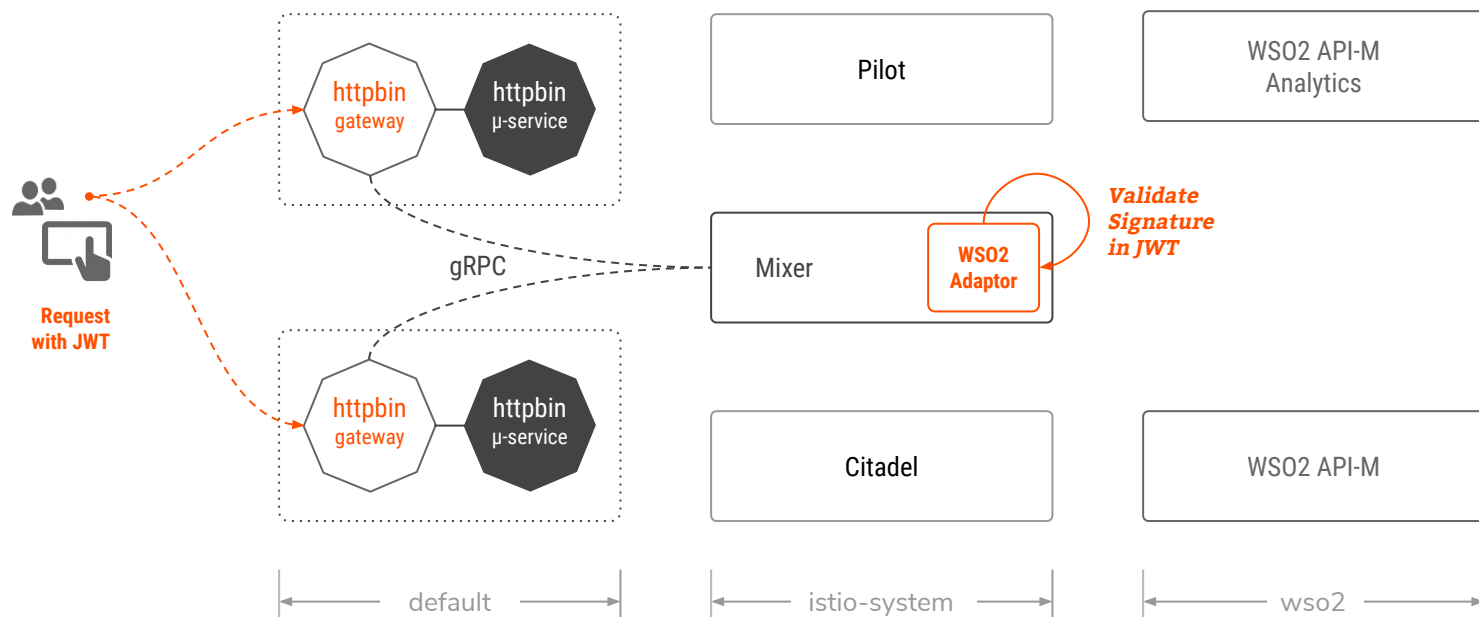 httpbin
gateway
httpbin
µ-service
Pilot
WSO2 API-M
Analytics
Request
with JWT
gRPC
Mixer
WSO2
Adaptor
Validate
Signature
in JWT
httpbin
gateway
httpbin
µ-service
Citadel
WSO2 API-M
default
istio-system
wso2